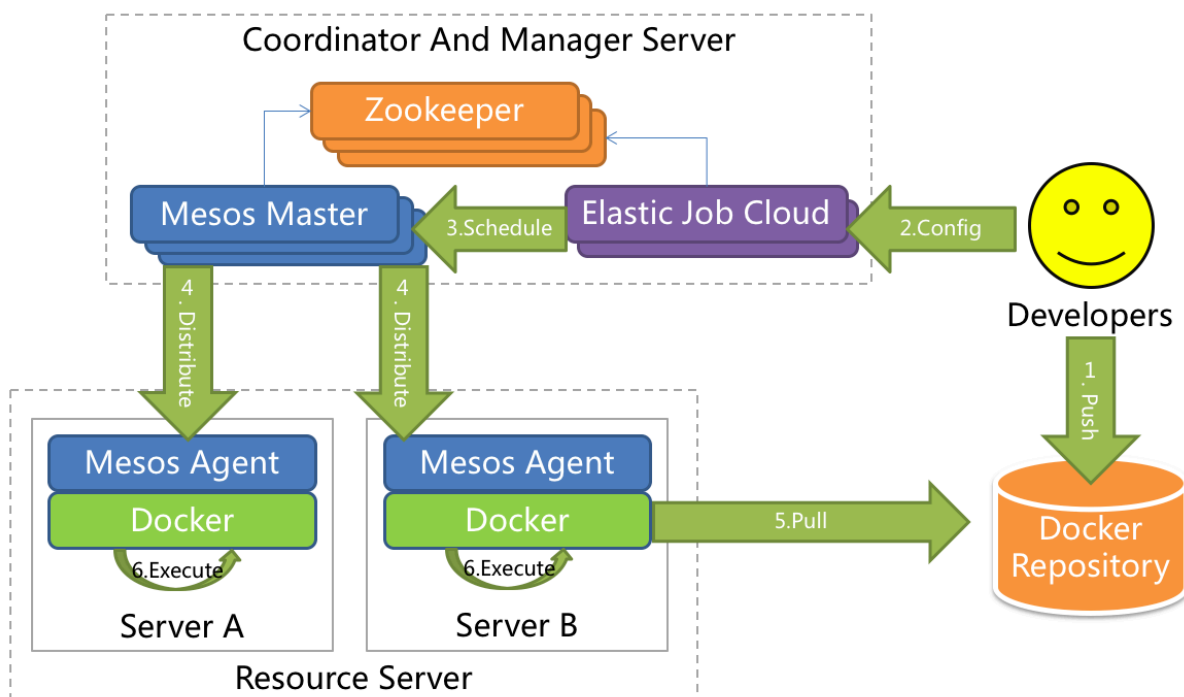 Coordinator And Manager Server
Zookeeper
Mesos Master
3.Schedule
Elastic Job Cloud
2.Config
Developers
4. Distribute
4. Distribute
1. Push
Mesos Agent
Docker
6.Execute
Server A
Mesos Agent
Docker
6.Execute
Server B
5.Pull
Docker
Repository
Resource Server